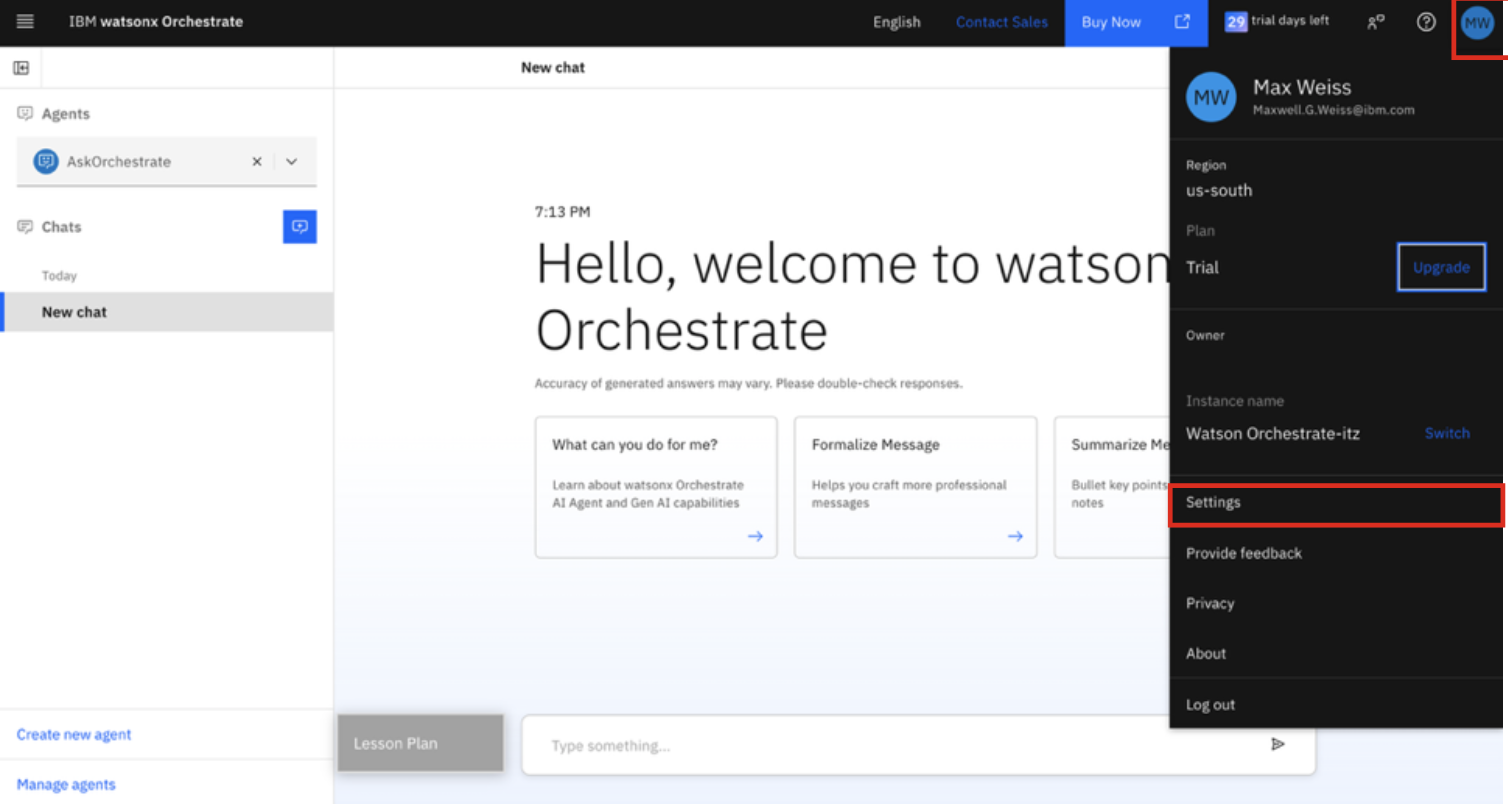 IBM watsonx Orchestrate
English
Contact Sales
Buy Now
29 trial days left
MW
New chat
Agents
AskOrchestrate
Chats
Today
New chat
Create new agent
Manage agents
7:13 PM
Hello, welcome to watsonx
Orchestrate
Accuracy of generated answers may vary. Please double-check responses.
What can you do for me?
Learn about watsonx Orchestrate
AI Agent and Gen AI capabilities
Formalize Message
Helps you craft more professional
messages
Summarize Me
Bullet key points
notes
Lesson Plan
Type something...
MW
Max Weiss
Maxwell.G.Weiss@ibm.com
Region
us-south
Plan
Trial
Upgrade
Owner
Instance name
Watson Orchestrate-itz
Switch
Settings
Provide feedback
Privacy
About
Log out